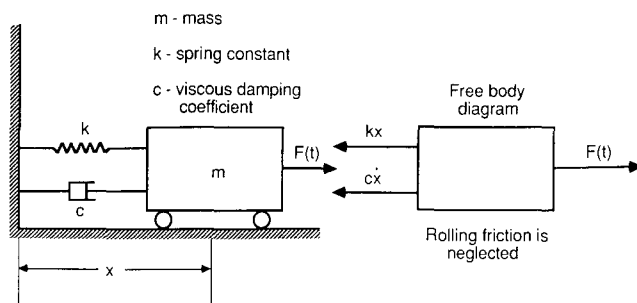 m - mass
k - spring constant
c - viscous damping
coefficient
k
c
m
F(t)
x
Free body
diagram
kx
cẋ
F(t)
Rolling friction is
neglected